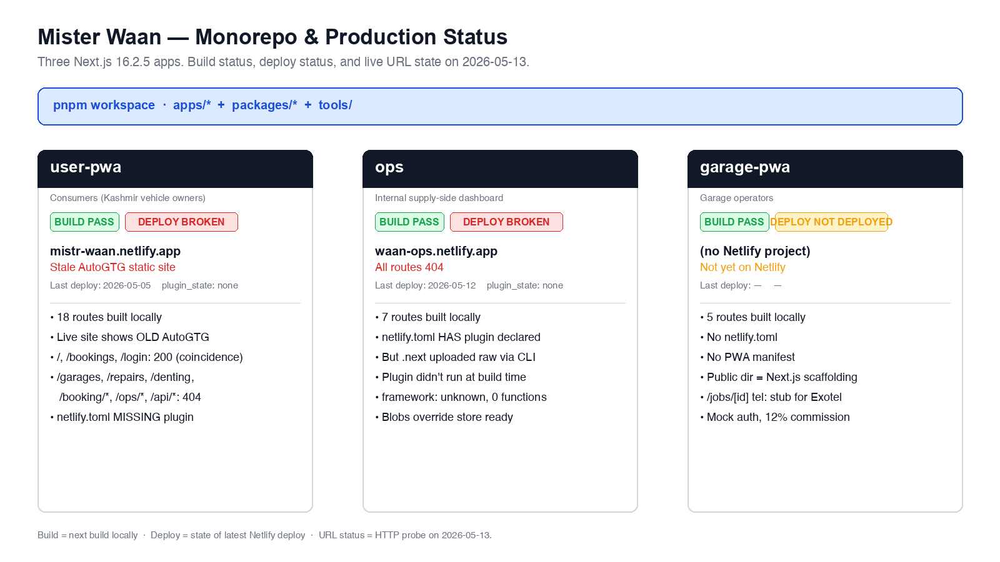 Mister Waan — Monorepo & Production Status
Three Next.js 16.2.5 apps. Build status, deploy status, and live URL state on 2026-05-13.
pnpm workspace · apps/* + packages/* + tools/
user-pwa
Consumers (Kashmir vehicle owners)
BUILD PASS DEPLOY BROKEN
mistr-waan.netlify.app
Stale AutoGTG static site
Last deploy: 2026-05-05 plugin_state: none
• 18 routes built locally
• Live site shows OLD AutoGTG
• /, /bookings, /login: 200 (coincidence)
• /garages, /repairs, /denting,
/booking/*, /ops/*, /api/*: 404
• netlify.toml MISSING plugin
ops
Internal supply-side dashboard
BUILD PASS DEPLOY BROKEN
waan-ops.netlify.app
All routes 404
Last deploy: 2026-05-12 plugin_state: none
• 7 routes built locally
• netlify.toml HAS plugin declared
• But .next uploaded raw via CLI
• Plugin didn't run at build time
• framework: unknown, 0 functions
• Blobs override store ready
garage-pwa
Garage operators
BUILD PASS DEPLOY NOT DEPLOYED
(no Netlify project)
Not yet on Netlify
Last deploy: — —
• 5 routes built locally
• No netlify.toml
• No PWA manifest
• Public dir = Next.js scaffolding
• /jobs/[id] tel: stub for Exotel
• Mock auth, 12% commission
Build = next build locally · Deploy = state of latest Netlify deploy · URL status = HTTP probe on 2026-05-13.